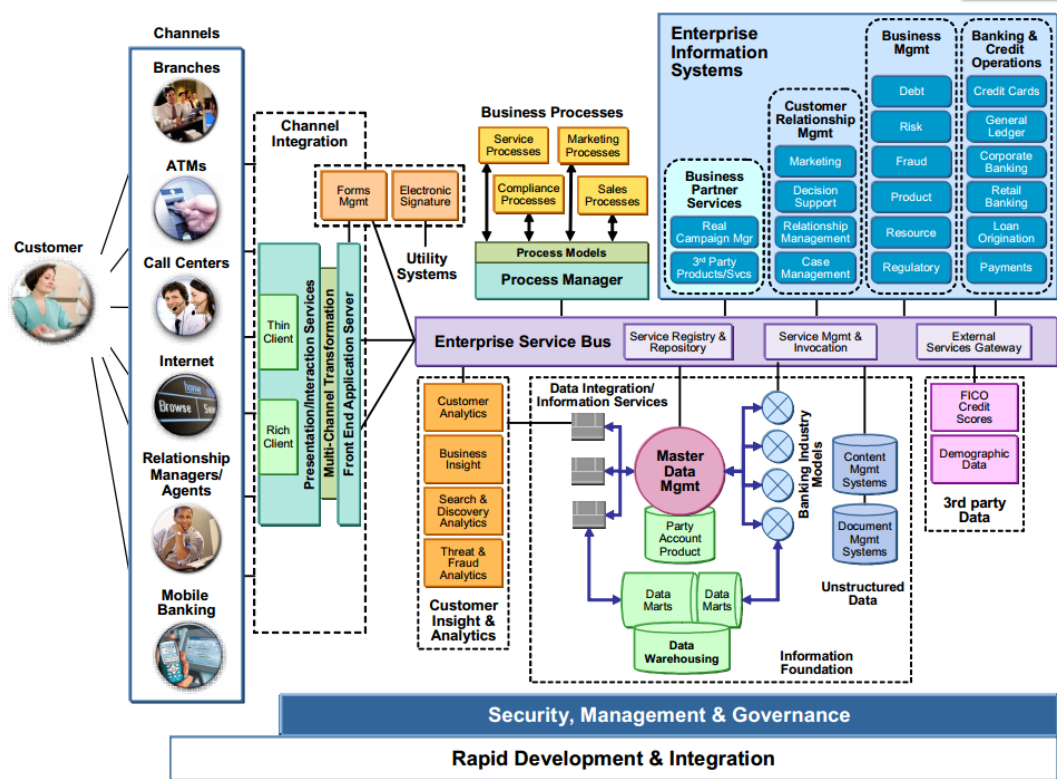 Channels
Branches
ATMs
Call Centers
Internet
home
Browse
Relationship
Managers/
Agents
Mobile
Banking
Customer
Channel
Integration
Thin
Client
Rich
Client
Presentation/Interaction Services
Multi-Channel Transformation
Front End Application Server
Forms
Mgmt
Electronic
Signature
Utility
Systems
Business Processes
Service
Processes
Marketing
Processes
Compliance
Processes
Sales
Processes
Process Models
Process Manager
Enterprise
Information
Systems
Business
Partner
Services
Real
Campaign Mgr
3rd Party
Products/Svcs
Customer
Relationship
Mgmt
Marketing
Decision
Support
Relationship
Management
Case
Management
Business
Mgmt
Debt
Risk
Fraud
Product
Resource
Regulatory
Banking &
Credit
Operations
Credit Cards
General
Ledger
Corporate
Banking
Retail
Banking
Loan
Origination
Payments
Enterprise Service Bus
Service Registry &
Repository
Service Mgmt &
Invocation
External
Services Gateway
Customer
Analytics
Business
Insight
Search &
Discovery
Analytics
Threat &
Fraud
Analytics
Customer
Insight &
Analytics
Data Integration/
Information Services
Master
Data
Mgmt
Party
Account
Product
Banking Industry
Models
Data
Marts
Data
Marts
Data
Warehousing
Content
Mgmt
Systems
Document
Mgmt
Systems
Unstructured
Data
Information
Foundation
FICO
Credit
Scores
Demographic
Data
3rd party
Data
Security, Management & Governance
Rapid Development & Integration